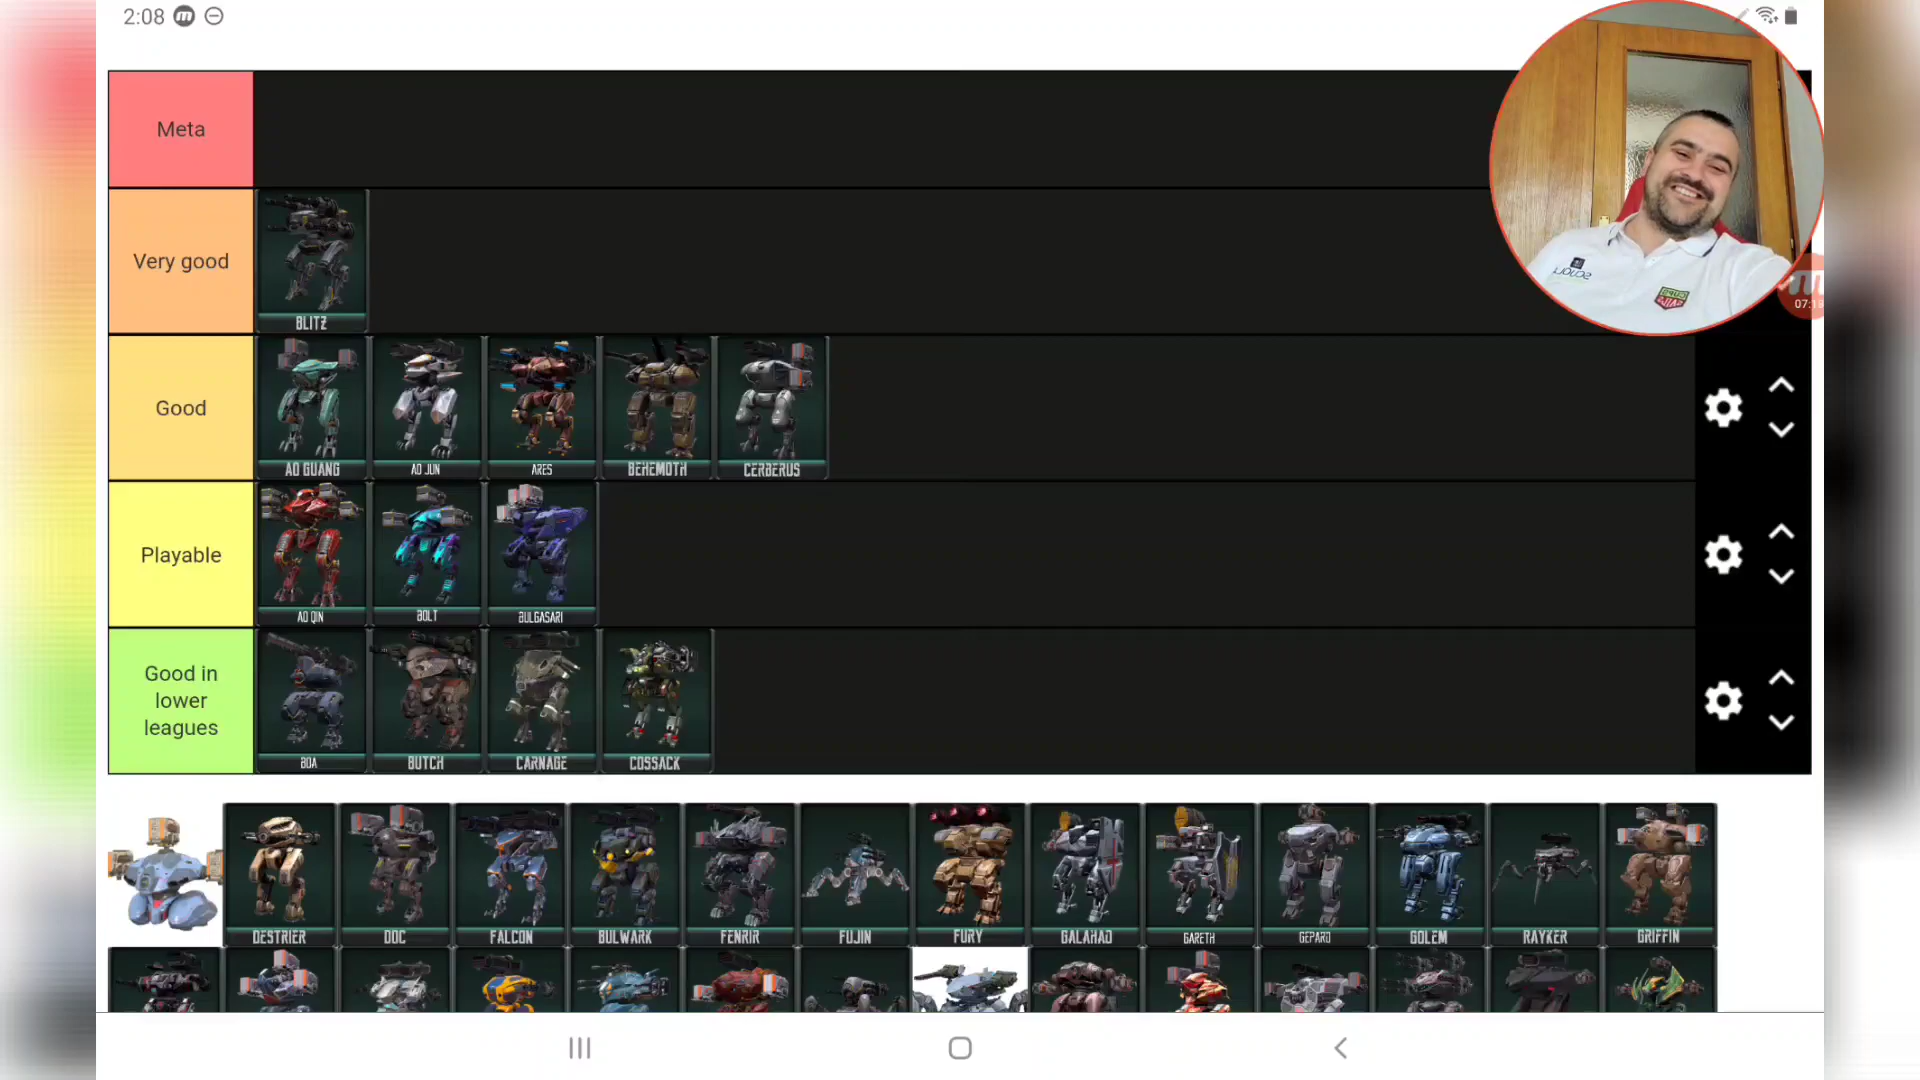 2:08
Meta
Very good
BLITZ
07:19
Good
AO GUANG
AO JUN
ARES
BEHEMOTH
CERBERUS
Playable
AO QIN
BOLT
BULGASARI
Good in
lower
leagues
BOA
BUTCH
CARNAGE
COSSACK
DESTRIER
DOC
FALCON
BULWARK
FENRIR
FUJIN
FURY
GALAHAD
GARETH
GEPARD
GOLEM
RAYKER
GRIFFIN